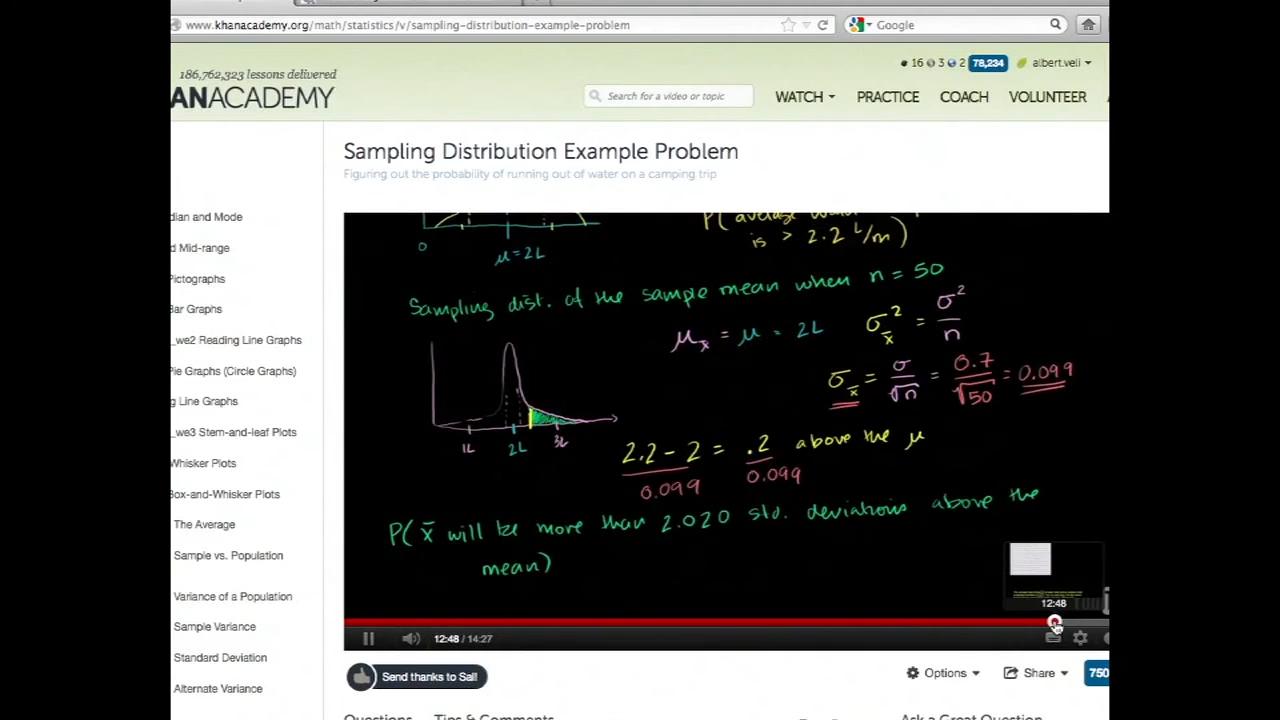 www.khanacademy.org/math/statistics/v/sampling-distribution-example-problem
Google
186,762,323 lessons delivered
16 3 2 78,234 albert.veli
ANACADEMY
Search for a video or topic
WATCH PRACTICE COACH VOLUNTEER
Sampling Distribution Example Problem
Figuring out the probability of running out of water on a camping trip
dian and Mode
d Mid-range
Pictographs
Bar Graphs
_we2 Reading Line Graphs
Pie Graphs (Circle Graphs)
ng Line Graphs
_we3 Stem-and-leaf Plots
Whisker Plots
Box-and-Whisker Plots
The Average
Sample vs. Population
Variance of a Population
Sample Variance
Standard Deviation
Alternate Variance
P(average
is > 2.2 L/m)
0
μ=2L
Sampling dist. of the sample mean when n = 50
μx̄ = μ = 2L
σx̄² = σ²/n
σx̄ = σ/√n = 0.7/√50 = 0.099
1L 2L 3L
2.2-2/0.099 = .2/0.099 above the μ
P(x̄ will be more than 2.020 std. deviations above the
mean)
12:48
12:48 / 14:27
Send thanks to Sal!
Options
Share
750
Questions Tips & Comments
Ask a Great Question